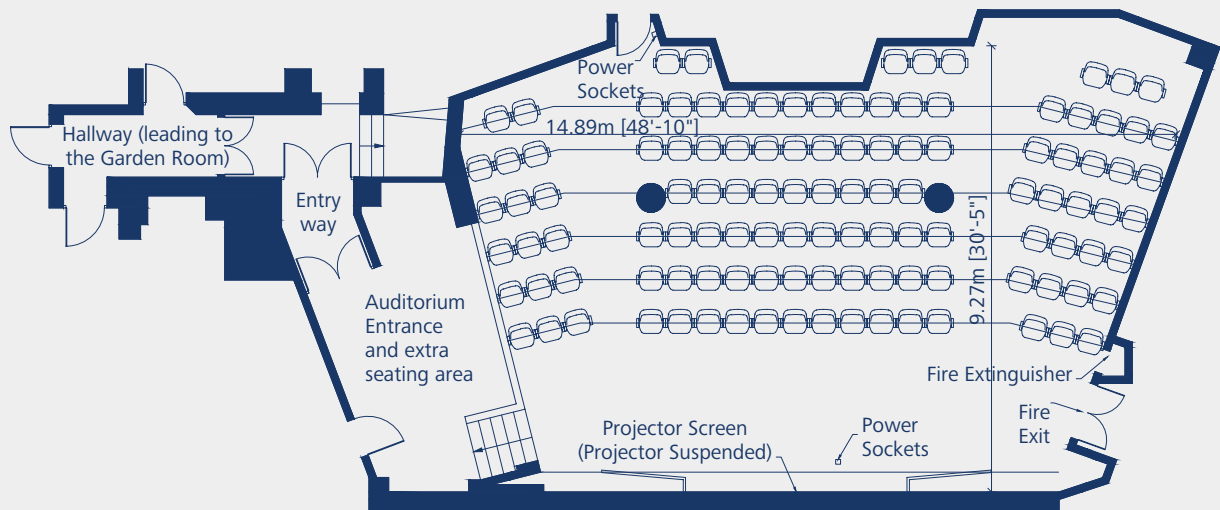 Power
Sockets
14.89m [48'-10"]
Hallway (leading to
the Garden Room)
Entry
way
9.27m [30'-5"]
Auditorium
Entrance
and extra
seating area
Fire Extinguisher
Fire
Exit
Projector Screen
(Projector Suspended)
Power
Sockets